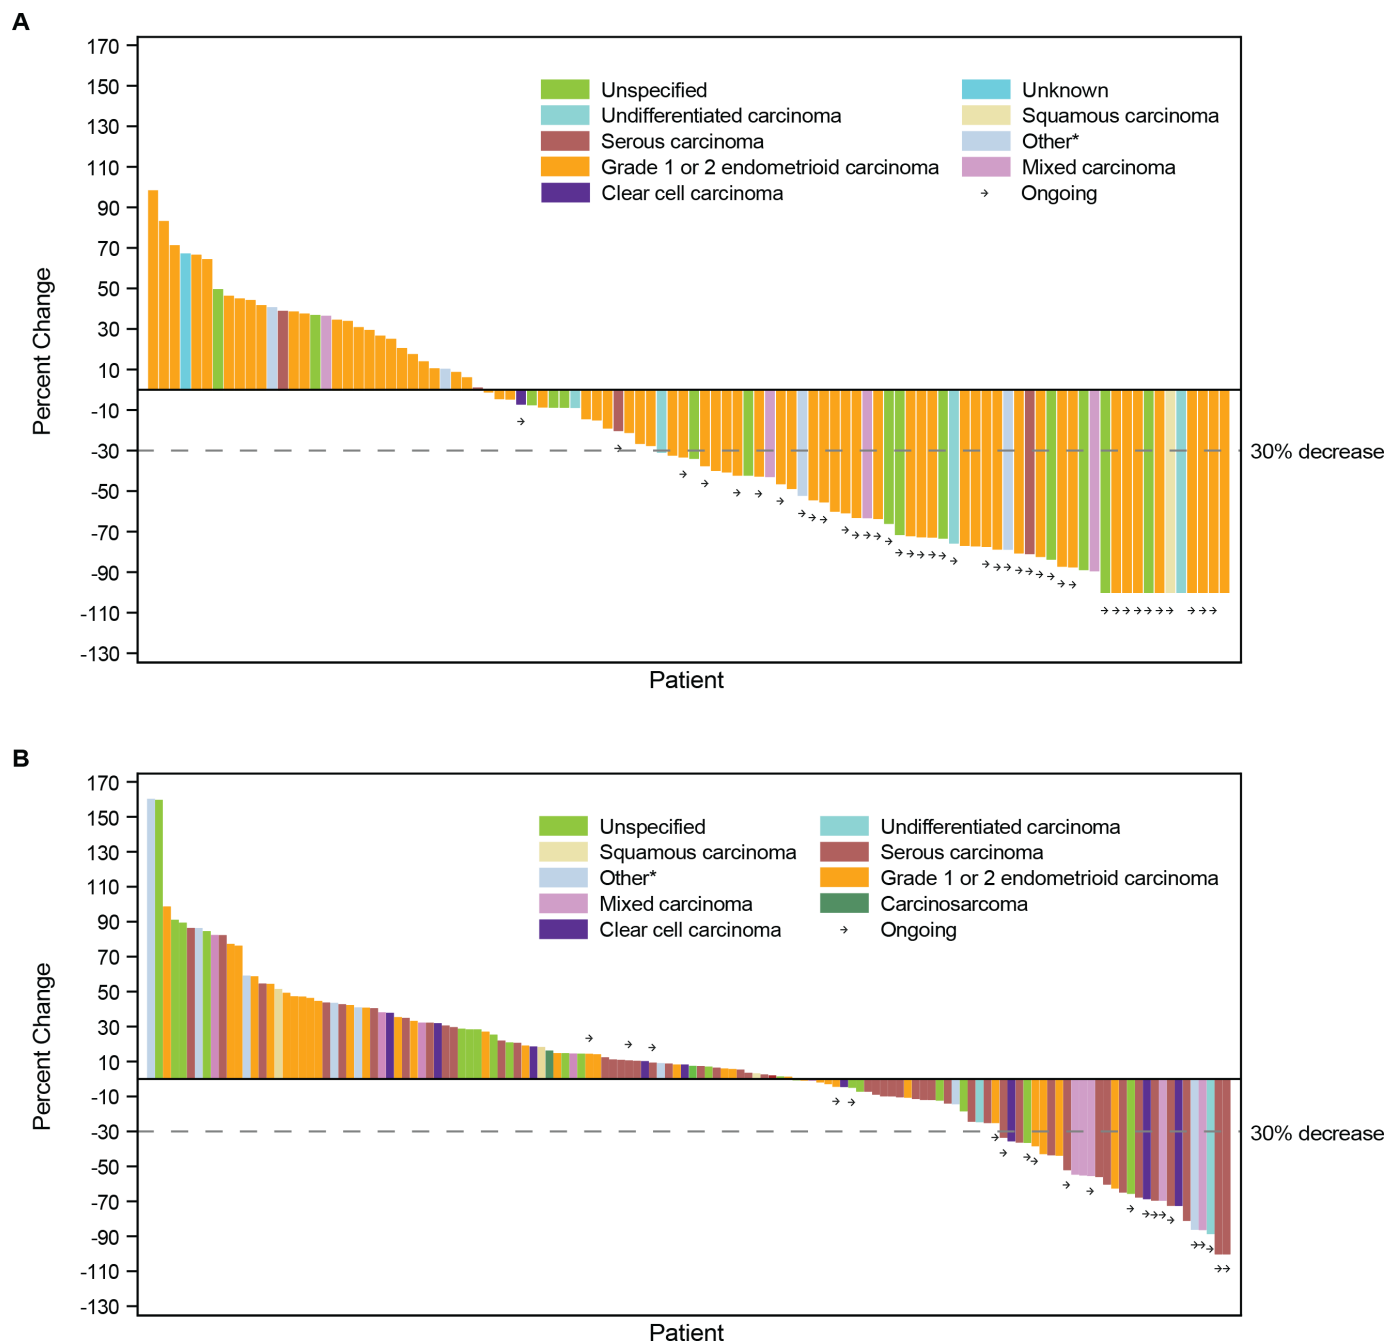 A
170
150
130
110
90
70
50
30
10
-10
-30
-50
-70
-90
-110
-130
Percent Change
Unspecified
Undifferentiated carcinoma
Serous carcinoma
Grade 1 or 2 endometrioid carcinoma
Clear cell carcinoma
Unknown
Squamous carcinoma
Other*
Mixed carcinoma
→ Ongoing
30% decrease
Patient
B
170
150
130
110
90
70
50
30
10
-10
-30
-50
-70
-90
-110
-130
Percent Change
Unspecified
Squamous carcinoma
Other*
Mixed carcinoma
Clear cell carcinoma
Undifferentiated carcinoma
Serous carcinoma
Grade 1 or 2 endometrioid carcinoma
Carcinosarcoma
→ Ongoing
30% decrease
Patient